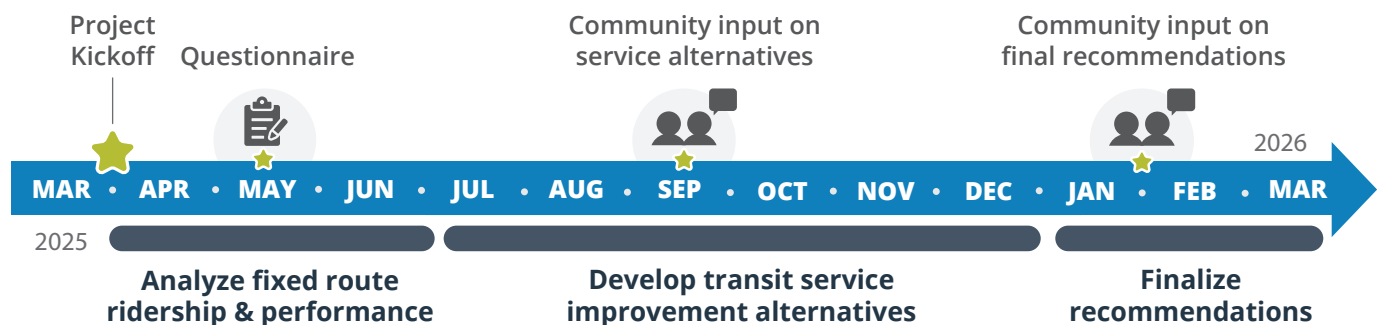 Project
Kickoff
Questionnaire
Community input on
service alternatives
Community input on
final recommendations
2026
MAR • APR • MAY • JUN • JUL • AUG • SEP • OCT • NOV • DEC • JAN • FEB • MAR
2025
Analyze fixed route
ridership & performance
Develop transit service
improvement alternatives
Finalize
recommendations